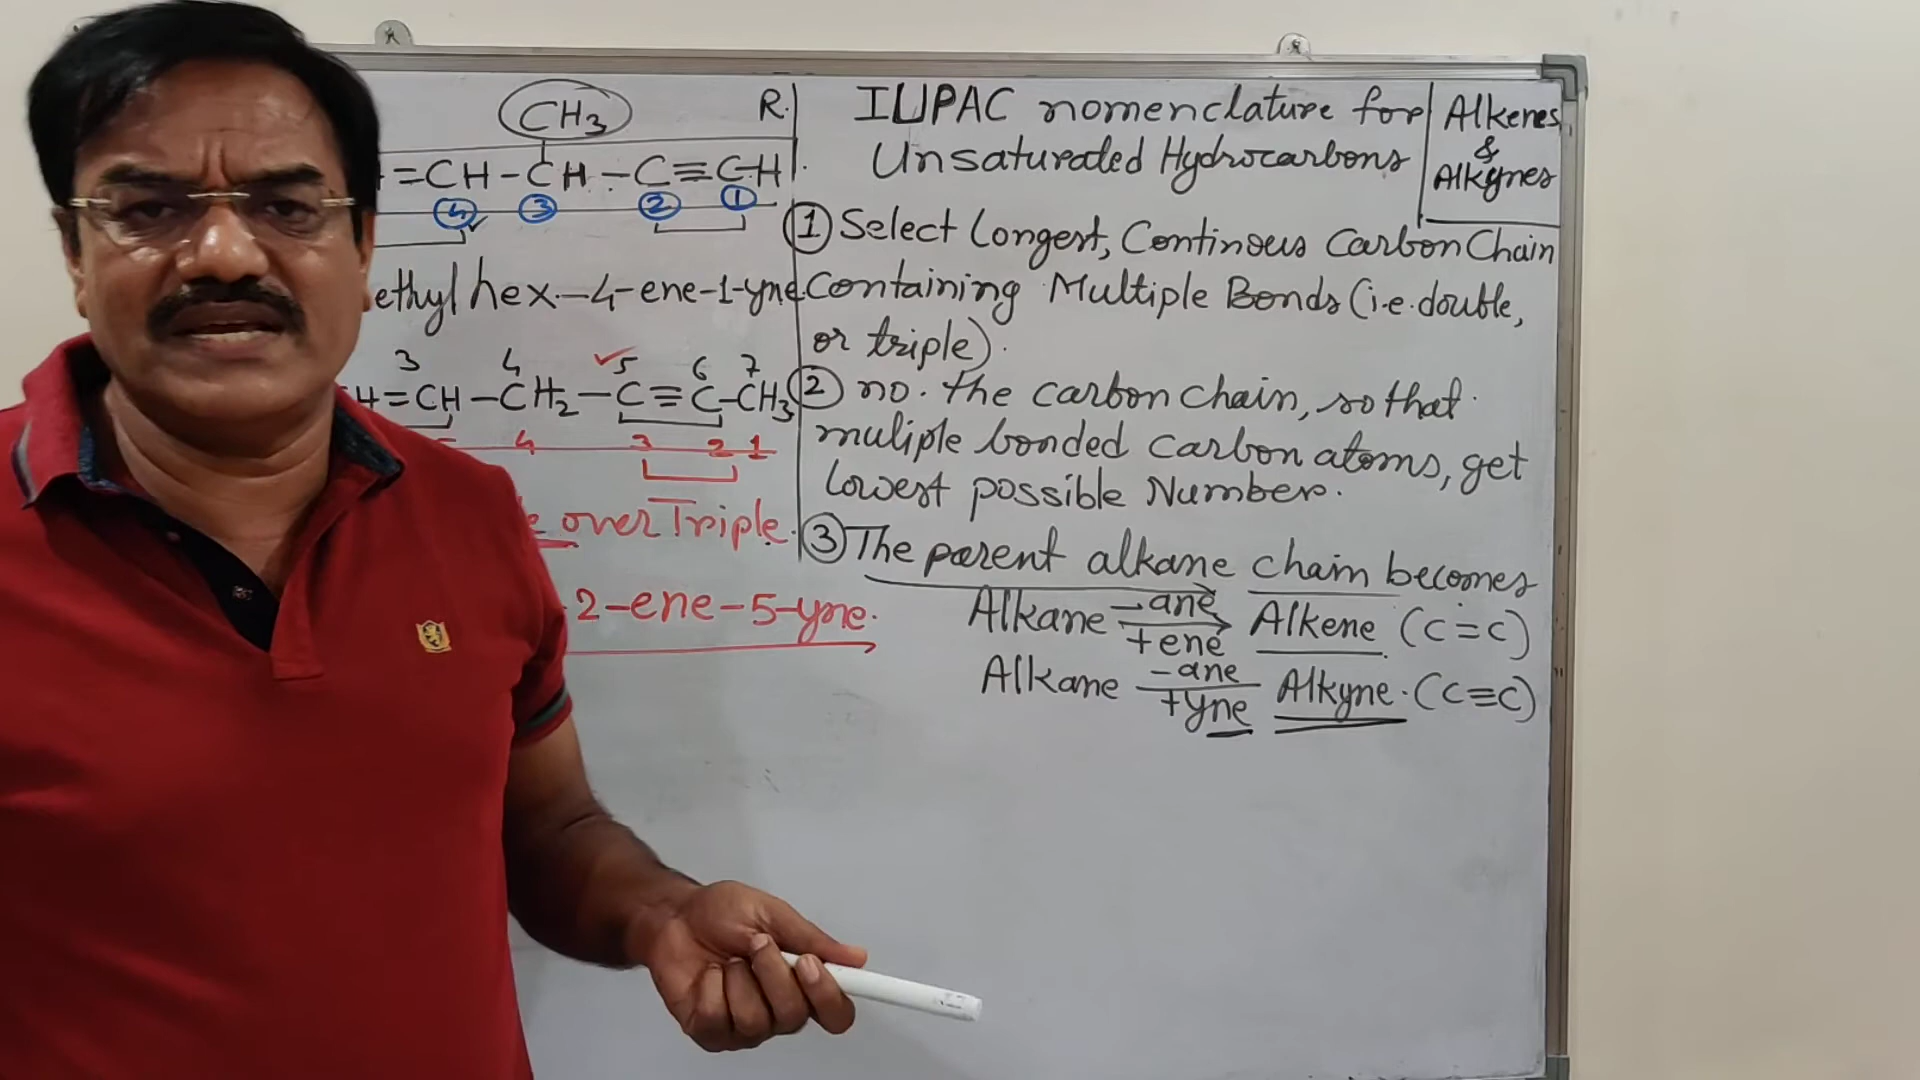 CH3
R.
=CH-CH-C≡CH
4 3 2 1
ethyl hex-4-ene-1-yne
3 4 5 6 7
H=CH-CH2-C≡C-CH3
4 3 2 1
over Triple.
2-ene-5-yne.
IUPAC nomenclature for
Unsaturated Hydrocarbons
Alkenes
&
Alkynes
① Select Longest, Continous Carbon Chain
Containing Multiple Bonds (i.e. double,
or triple).
② no. the carbon chain, so that
muliple bonded carbon atoms, get
lowest possible Number.
③ The parent alkane chain becomes
Alkane -ane +ene Alkene (C=C)
Alkane -ane +yne Alkyne. (C≡C)